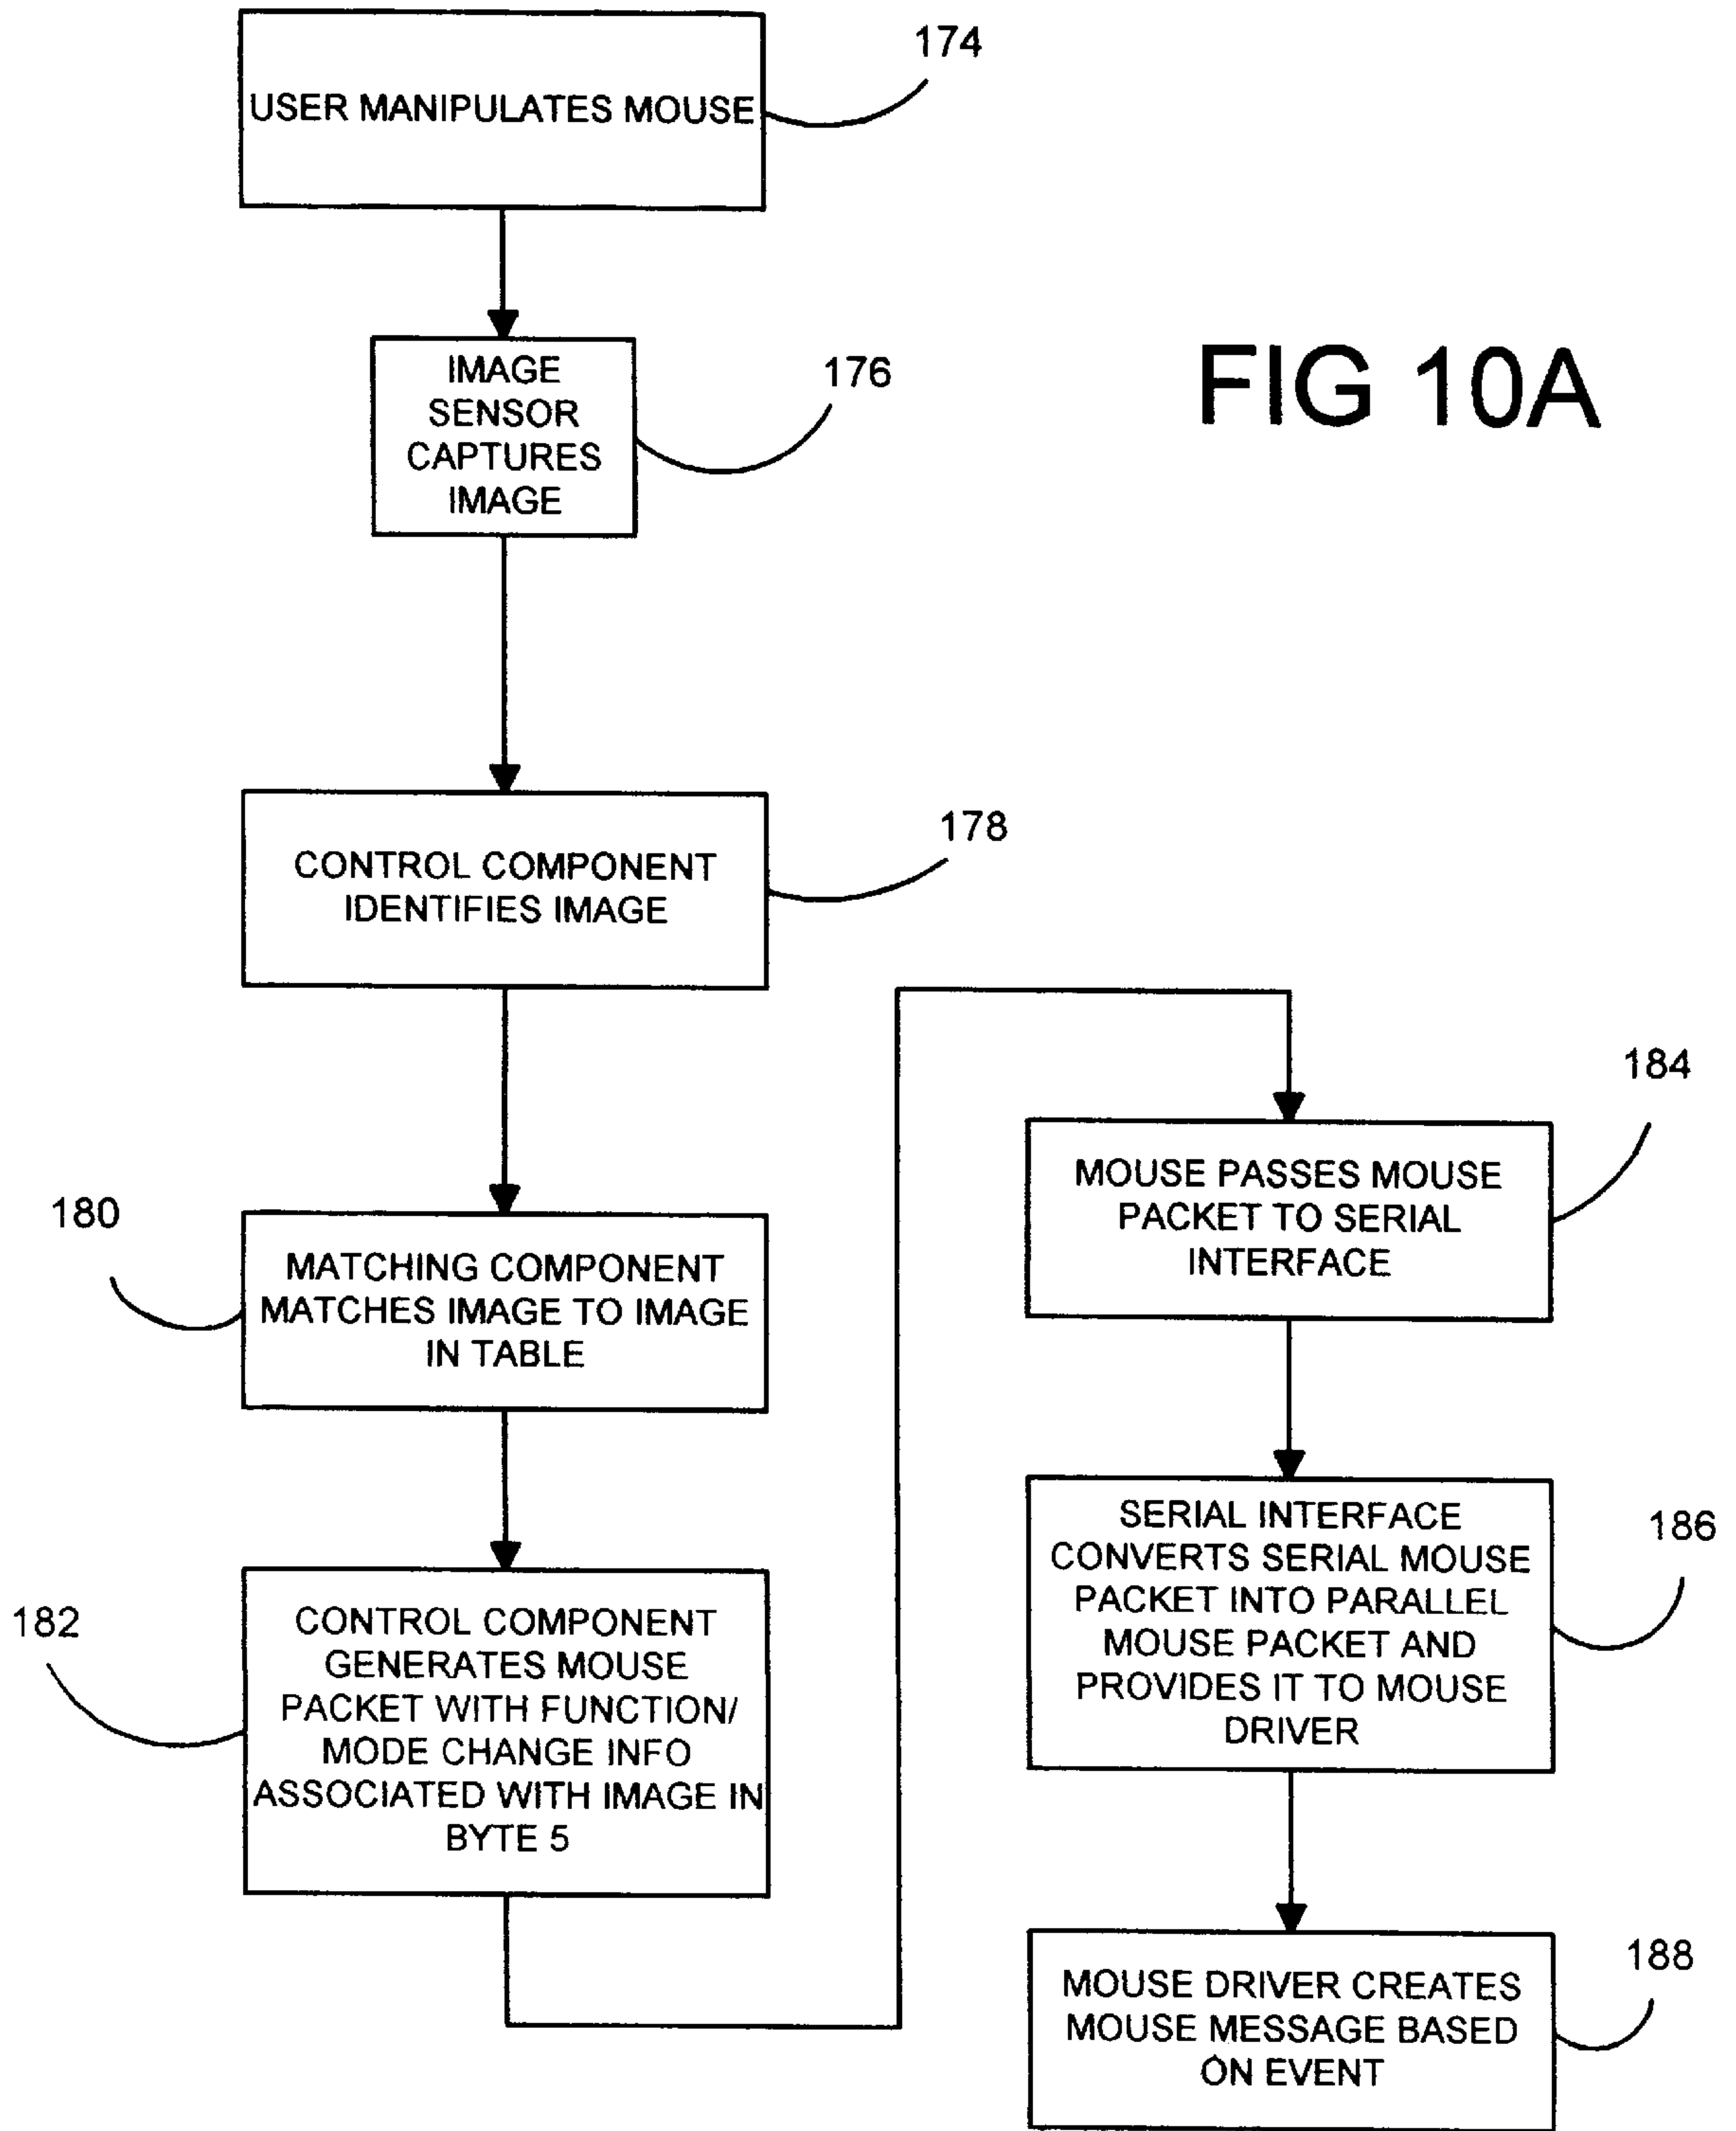 USER MANIPULATES MOUSE
174
IMAGE
SENSOR
CAPTURES
IMAGE
176
FIG 10A
CONTROL COMPONENT
IDENTIFIES IMAGE
178
180
MATCHING COMPONENT
MATCHES IMAGE TO IMAGE
IN TABLE
182
CONTROL COMPONENT
GENERATES MOUSE
PACKET WITH FUNCTION/
MODE CHANGE INFO
ASSOCIATED WITH IMAGE IN
BYTE 5
184
MOUSE PASSES MOUSE
PACKET TO SERIAL
INTERFACE
SERIAL INTERFACE
CONVERTS SERIAL MOUSE
PACKET INTO PARALLEL
MOUSE PACKET AND
PROVIDES IT TO MOUSE
DRIVER
186
MOUSE DRIVER CREATES
MOUSE MESSAGE BASED
ON EVENT
188